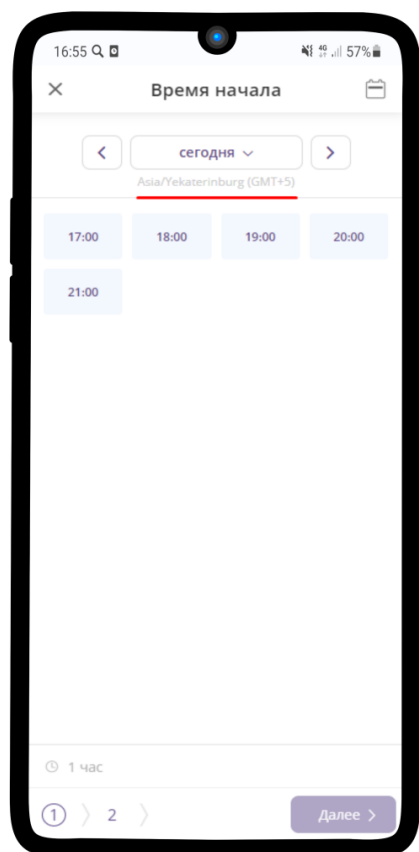 16:55 4G 57%
Время начала
сегодня
Asia/Yekaterinburg (GMT+5)
17:00 18:00 19:00 20:00
21:00
1 час
1 2 Далее